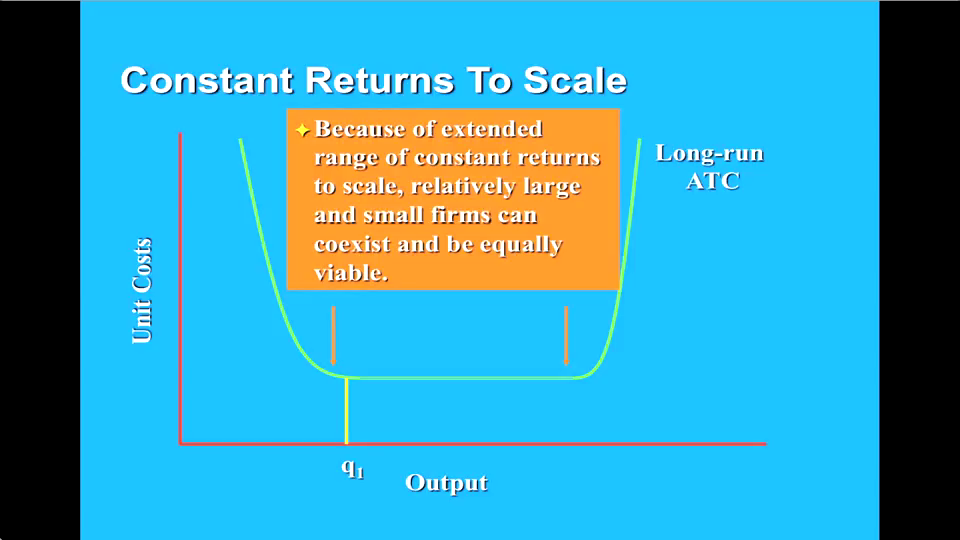 Constant Returns To Scale
Because of extended
range of constant returns
to scale, relatively large
and small firms can
coexist and be equally
viable.
Long-run
ATC
Unit Costs
q₁
Output